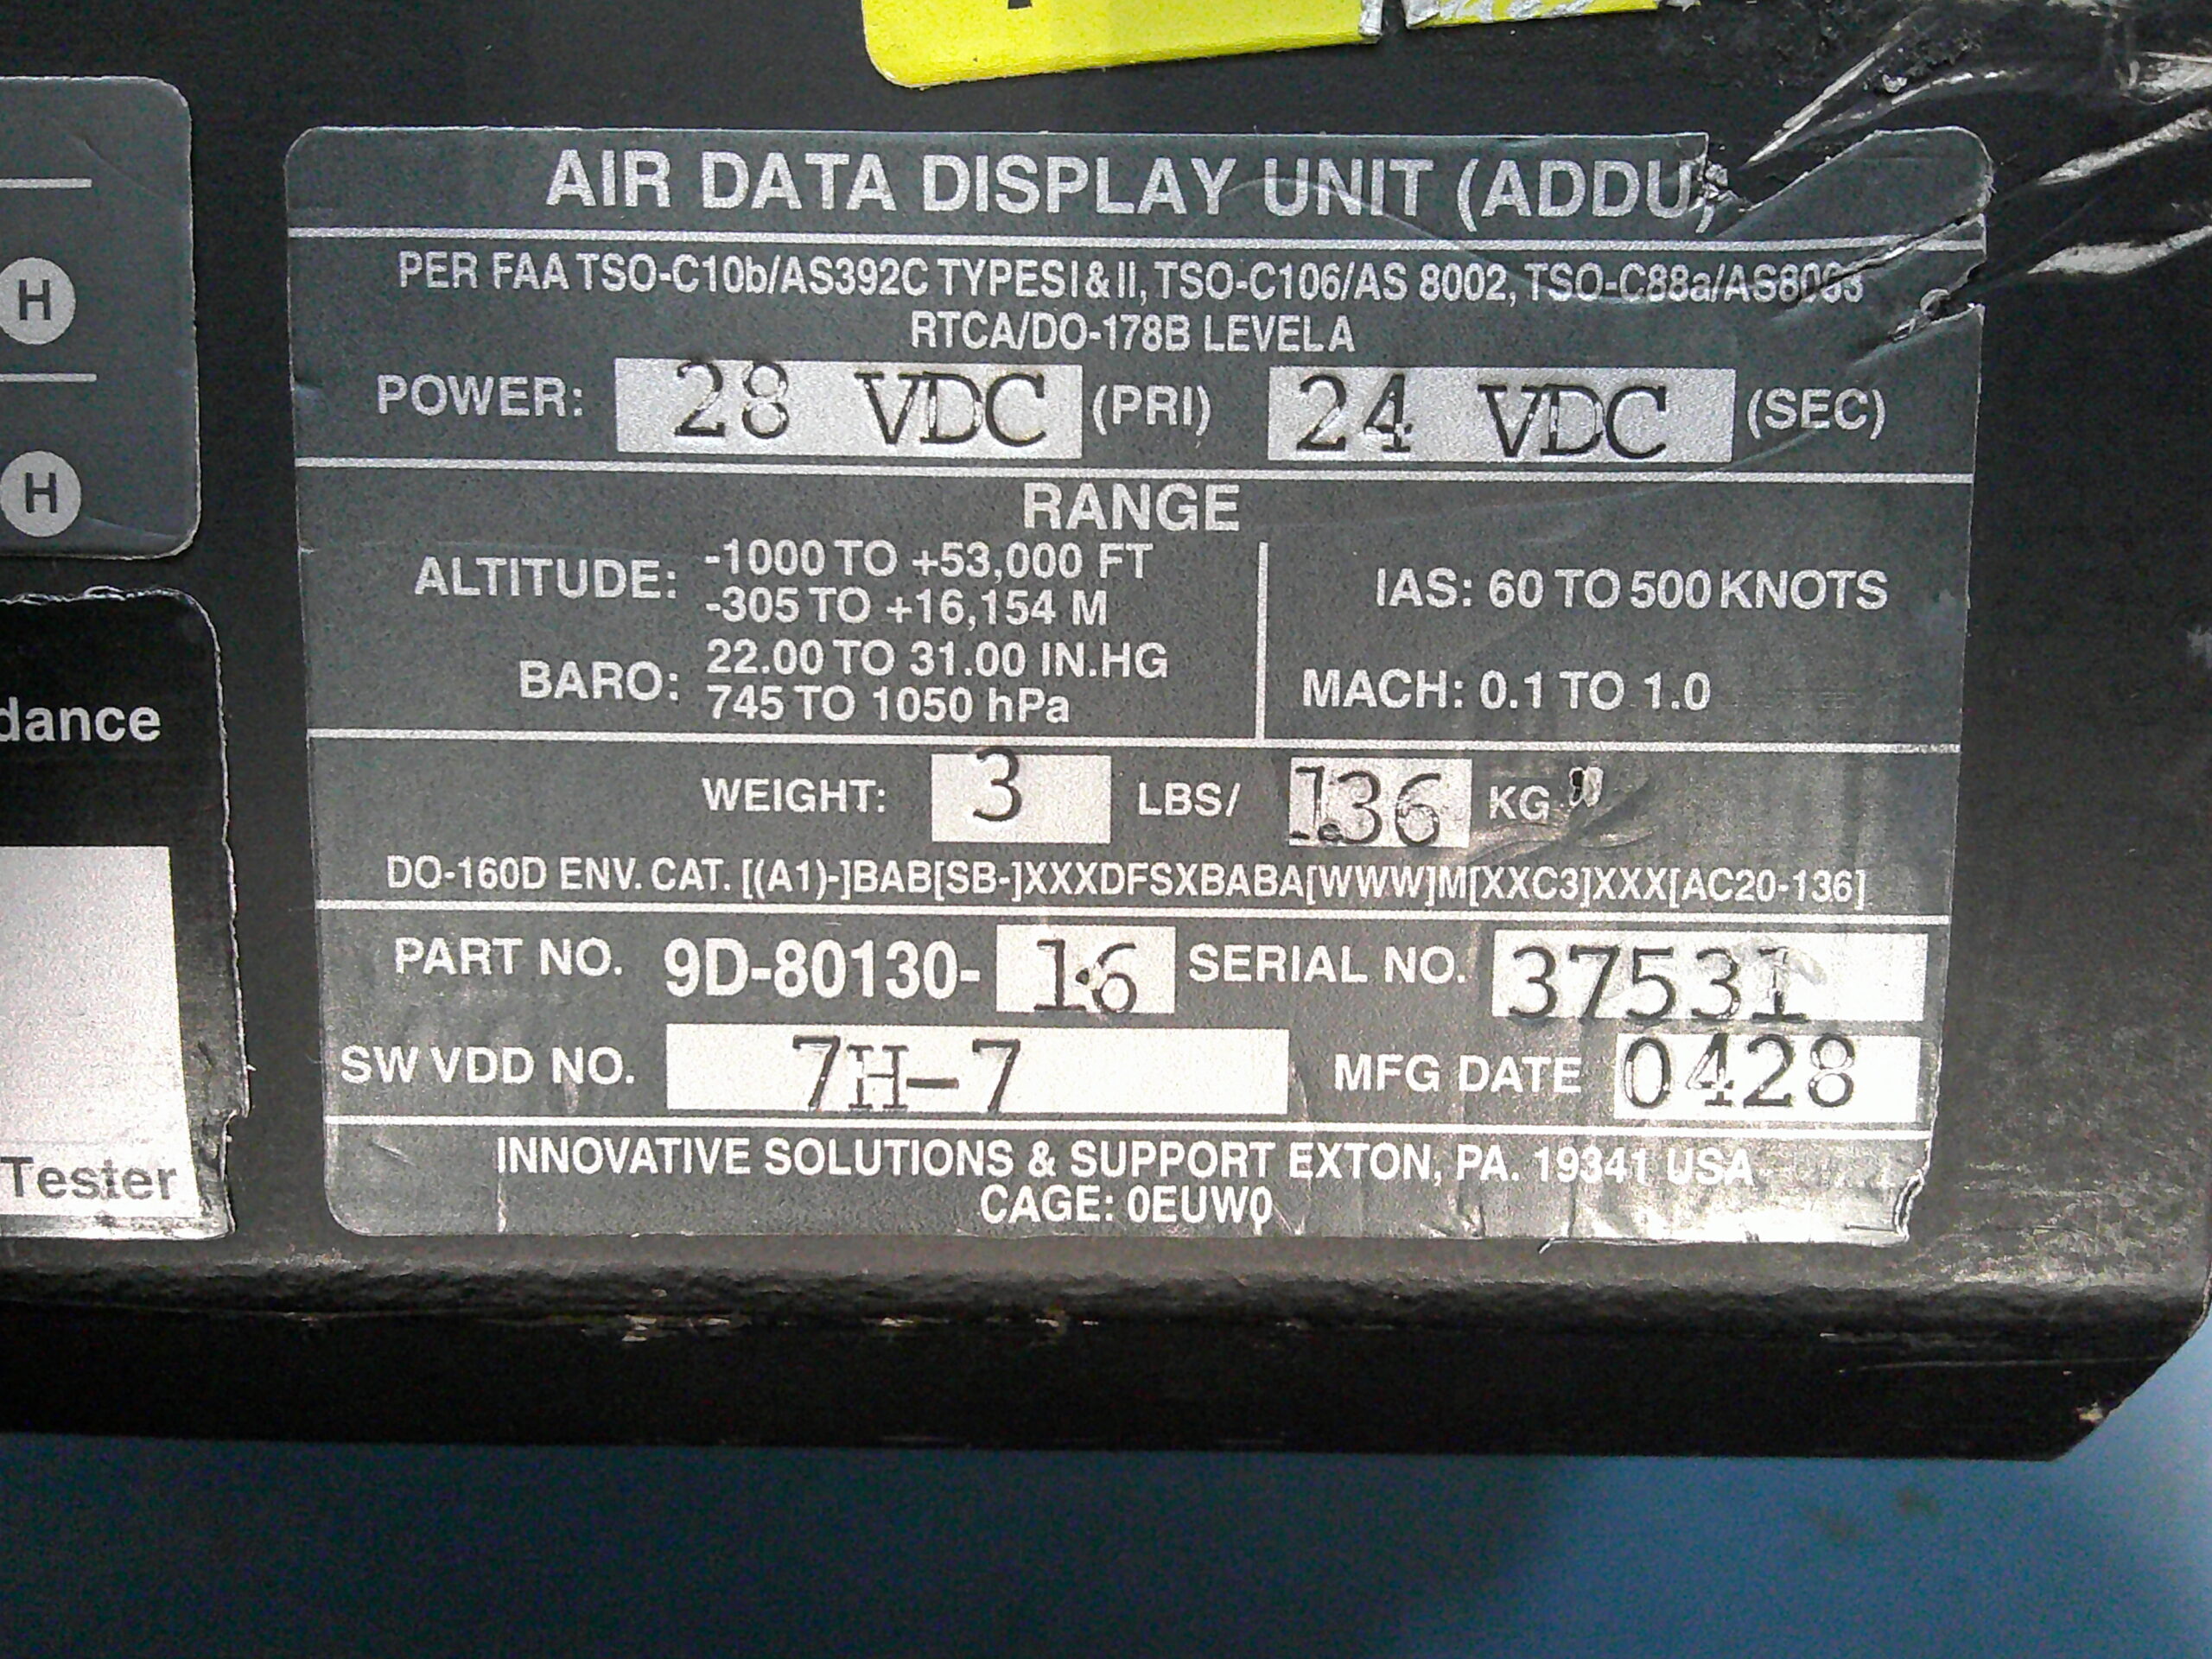 AIR DATA DISPLAY UNIT (ADDU)
PER FAA TSO-C10b/AS392C TYPES I & II, TSO-C106/AS 8002, TSO-C88a/AS8003
RTCA/DO-178B LEVEL A
POWER: 28 VDC (PRI) 24 VDC (SEC)
RANGE
ALTITUDE: -1000 TO +53,000 FT
-305 TO +16,154 M
BARO: 22.00 TO 31.00 IN.HG
745 TO 1050 hPa
IAS: 60 TO 500 KNOTS
MACH: 0.1 TO 1.0
WEIGHT: 3 LBS/ 1.36 KG
DO-160D ENV. CAT. [(A1)-]BAB[SB-]XXXDFSXBABA[WWW]M[XXC3]XXX[AC20-136]
PART NO. 9D-80130- 16 SERIAL NO. 37531
SW VDD NO. 7H-7 MFG DATE 0428
INNOVATIVE SOLUTIONS & SUPPORT EXTON, PA. 19341 USA
CAGE: 0EUW0
H
H
dance
Tester